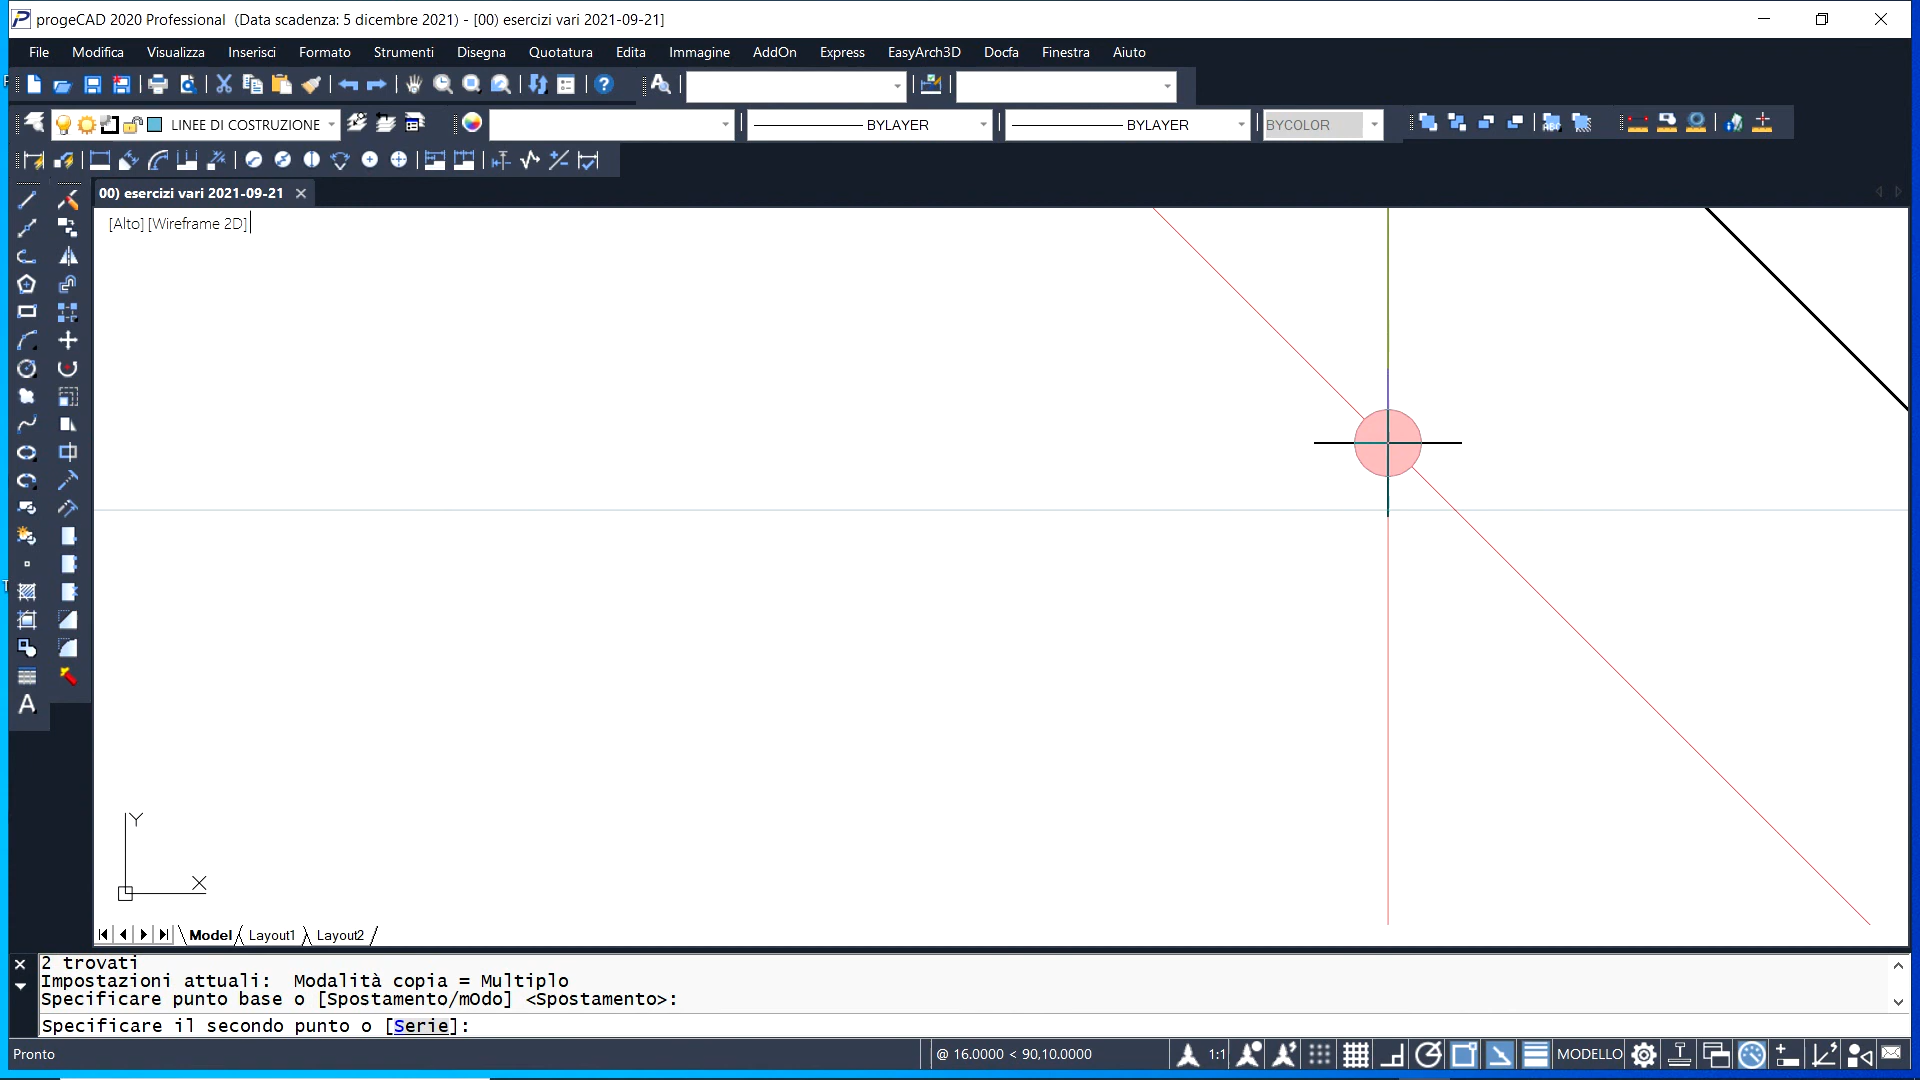 progeCAD 2020 Professional  (Data scadenza: 5 dicembre 2021) - [00) esercizi vari 2021-09-21]
File Modifica Visualizza Inserisci Formato Strumenti Disegna Quotatura Edita Immagine AddOn Express EasyArch3D Docfa Finestra Aiuto
LINEE DI COSTRUZIONE BYLAYER BYLAYER BYCOLOR
00) esercizi vari 2021-09-21
[Alto] [Wireframe 2D]
Y
X
Model Layout1 Layout2
2 trovati
Impostazioni attuali:  Modalità copia = Multiplo
Specificare punto base o [Spostamento/mOdo] <Spostamento>:
Specificare il secondo punto o [Serie]:
Pronto @ 16.0000 < 90,10.0000 1:1 MODELLO